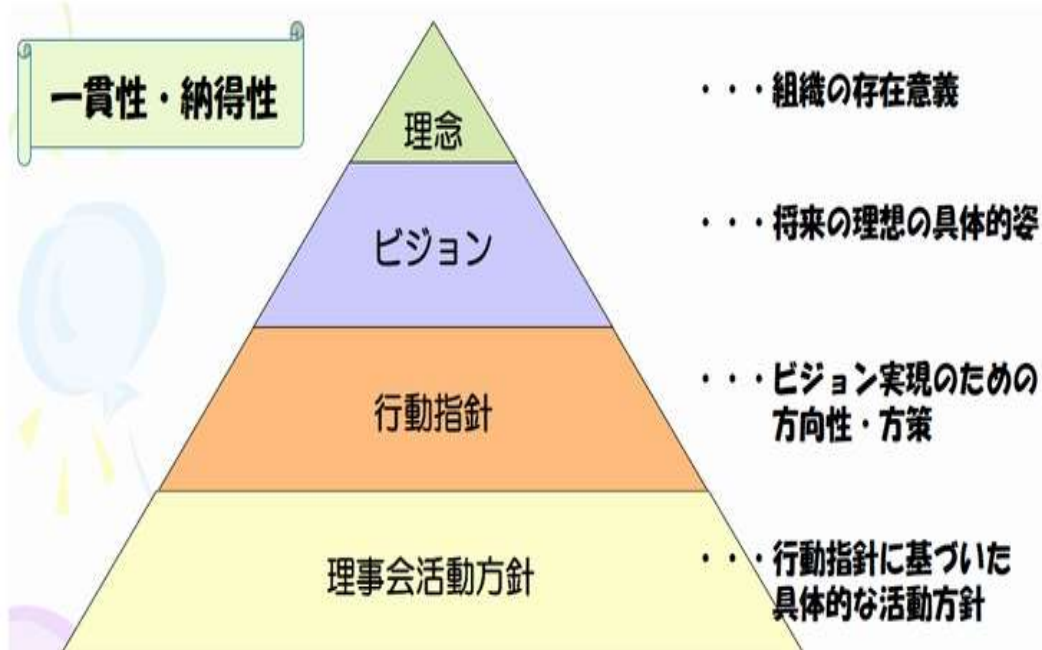 一貫性・納得性
理念
・・・組織の存在意義
ビジョン
・・・将来の理想の具体的姿
行動指針
・・・ビジョン実現のための
方向性・方策
理事会活動方針
・・・行動指針に基づいた
具体的な活動方針